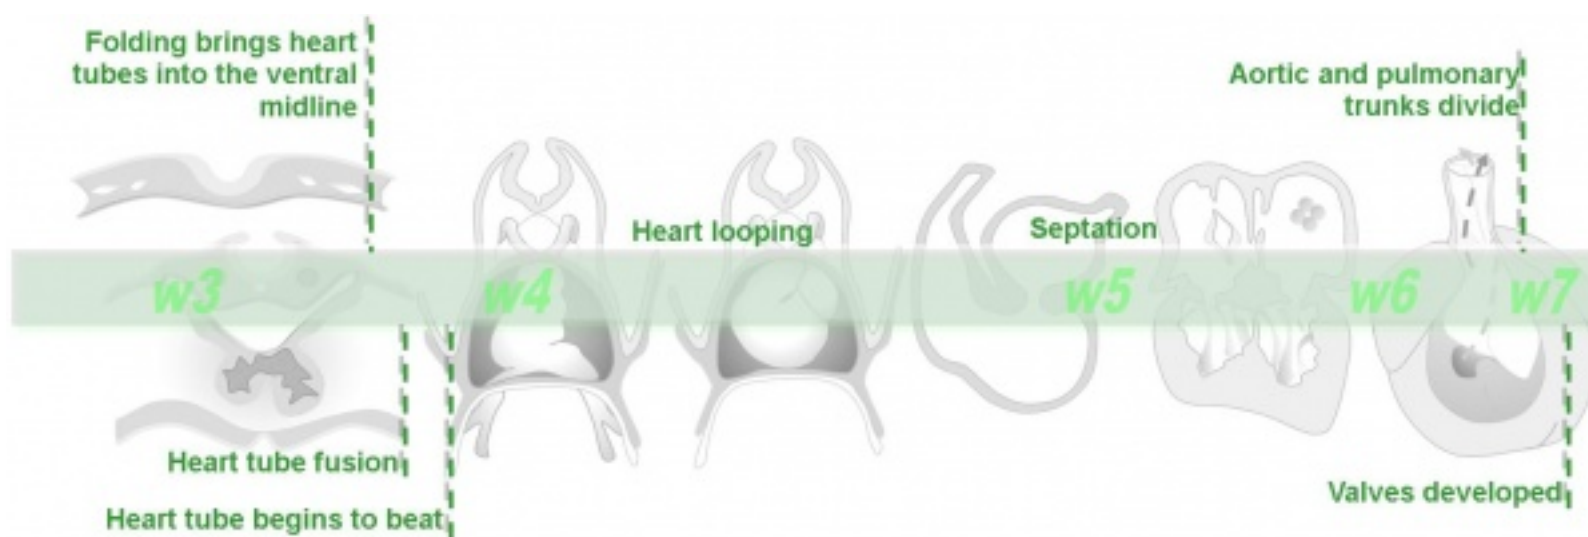 Folding brings heart
tubes into the ventral
midline
Aortic and pulmonary
trunks divide
Heart looping
Septation
w3
w4
w5
w6
w7
Heart tube fusion
Heart tube begins to beat
Valves developed